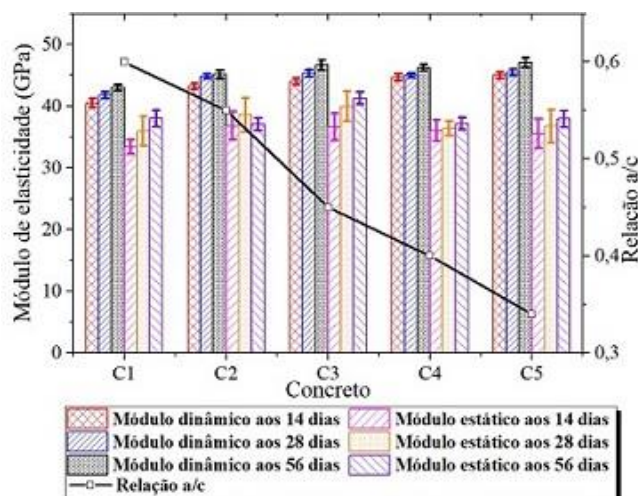 Módulo de elasticidade (GPa)
50
40
30
20
10
0
C1 C2 C3 C4 C5
Concreto
0,6
0,5
0,4
0,3
Relação a/c
Módulo dinâmico aos 14 dias Módulo estático aos 14 dias
Módulo dinâmico aos 28 dias Módulo estático aos 28 dias
Módulo dinâmico aos 56 dias Módulo estático aos 56 dias
Relação a/c